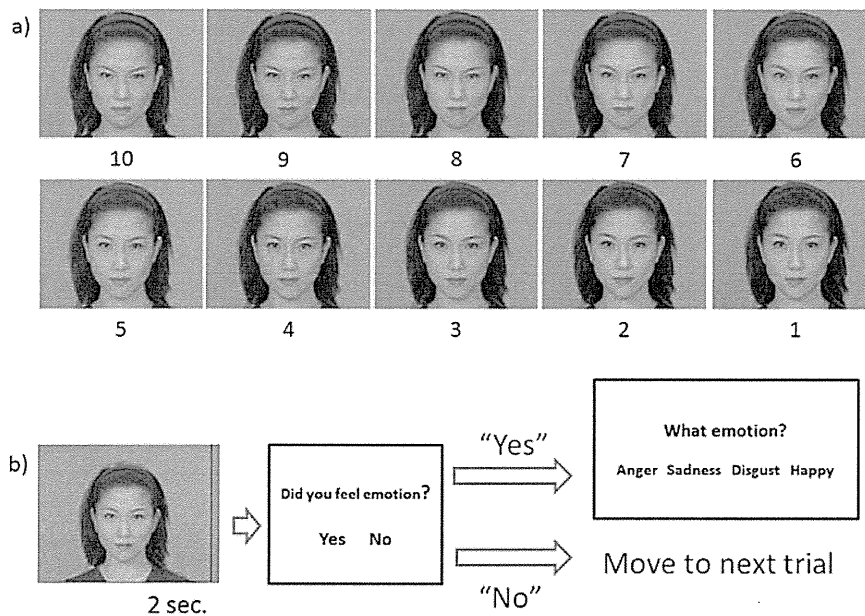 a)
10 9 8 7 6
5 4 3 2 1
b)
2 sec.
Did you feel emotion?
Yes No
“Yes”
“No”
What emotion?
Anger Sadness Disgust Happy
Move to next trial